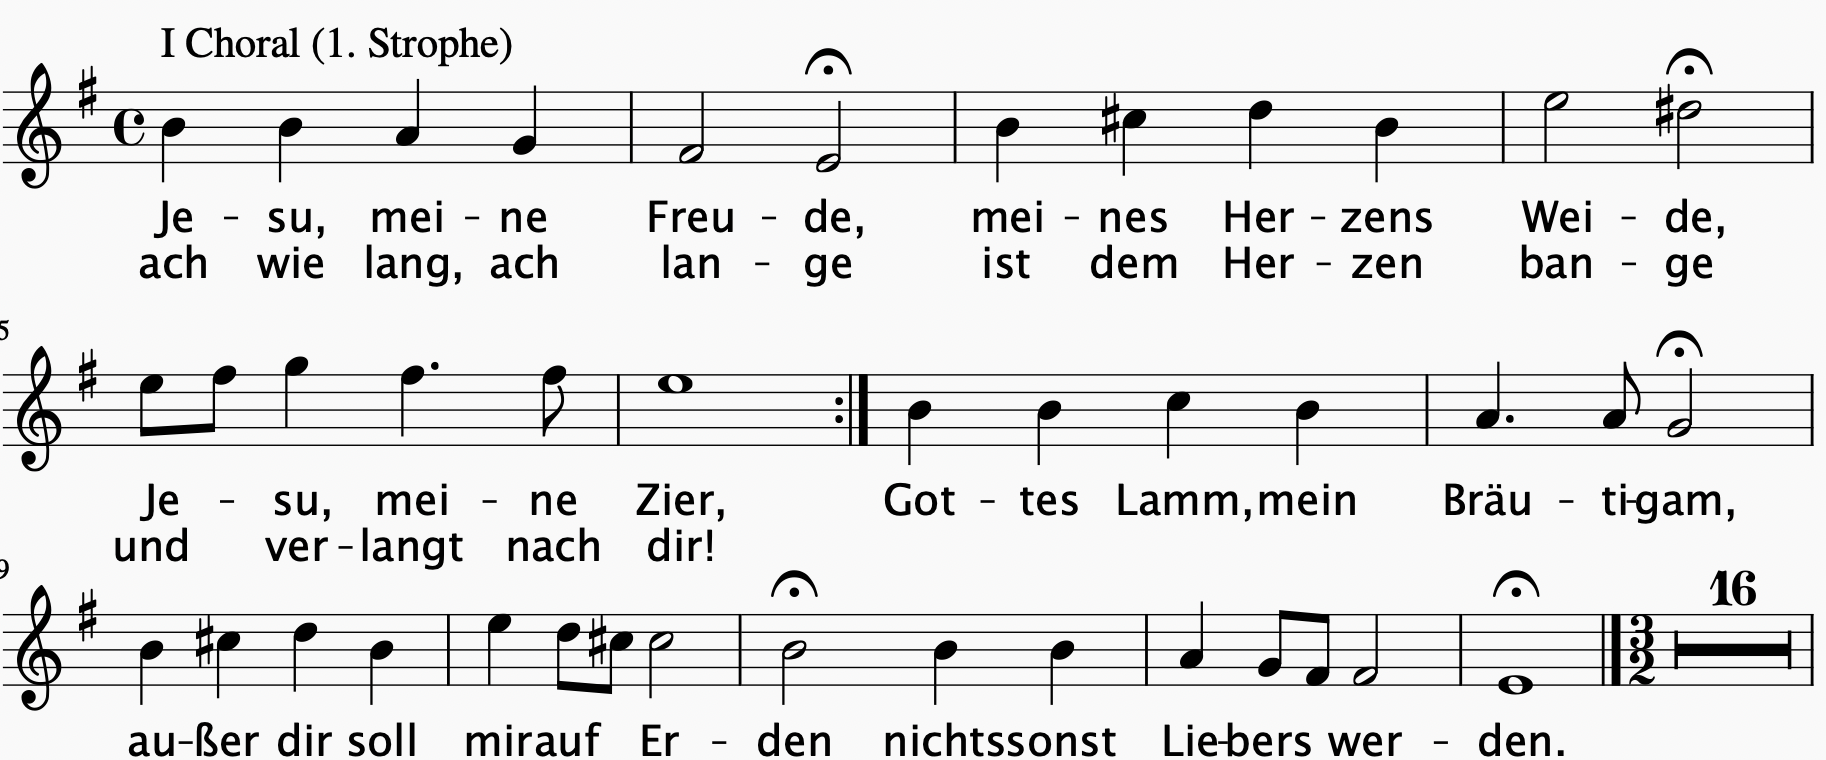 I Choral (1. Strophe)
Je - su, mei - ne Freu - de, mei - nes Her - zens Wei - de,
ach wie lang, ach lan - ge ist dem Her - zen ban - ge
5
Je - su, mei - ne Zier, Got - tes Lamm, mein Bräu - ti-gam,
und ver - langt nach dir!
9
16
3
2
au-ßer dir soll mir auf Er - den nichts sonst Lie-bers wer - den.